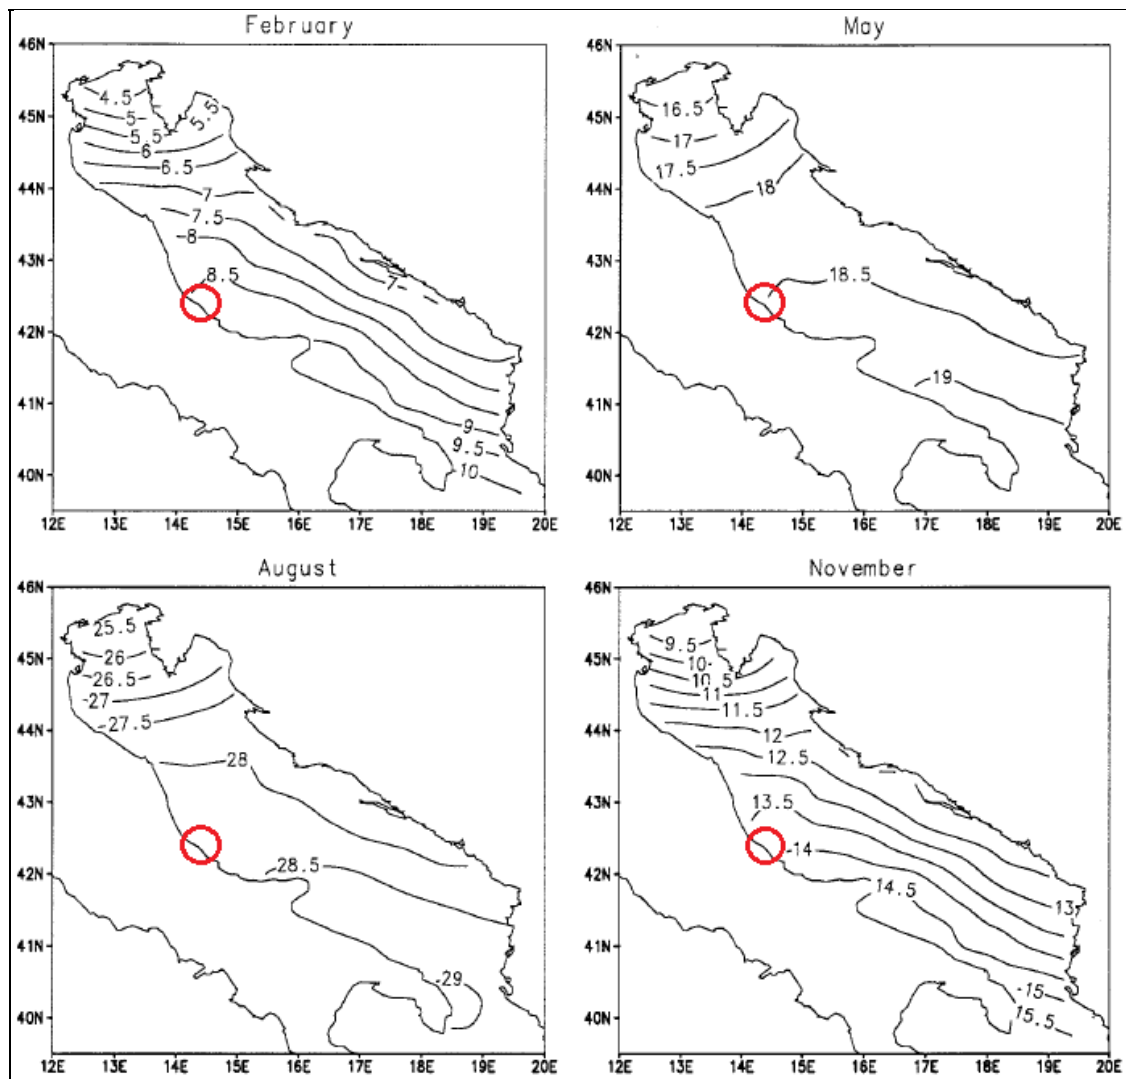 February
46N
45N
44N
43N
42N
41N
40N
12E 13E 14E 15E 16E 17E 18E 19E 20E
4.5
5
5.5
5.5
6
6.5
7
7.5
8
8.5
7
9
9.5
10
May
46N
45N
44N
43N
42N
41N
40N
12E 13E 14E 15E 16E 17E 18E 19E 20E
16.5
17
17.5
18
18.5
19
August
46N
45N
44N
43N
42N
41N
40N
12E 13E 14E 15E 16E 17E 18E 19E 20E
25.5
26
26.5
27
27.5
28
28.5
29
November
46N
45N
44N
43N
42N
41N
40N
12E 13E 14E 15E 16E 17E 18E 19E 20E
9.5
10
10.5
11
11.5
12
12.5
13.5
14
14.5
13
15
15.5